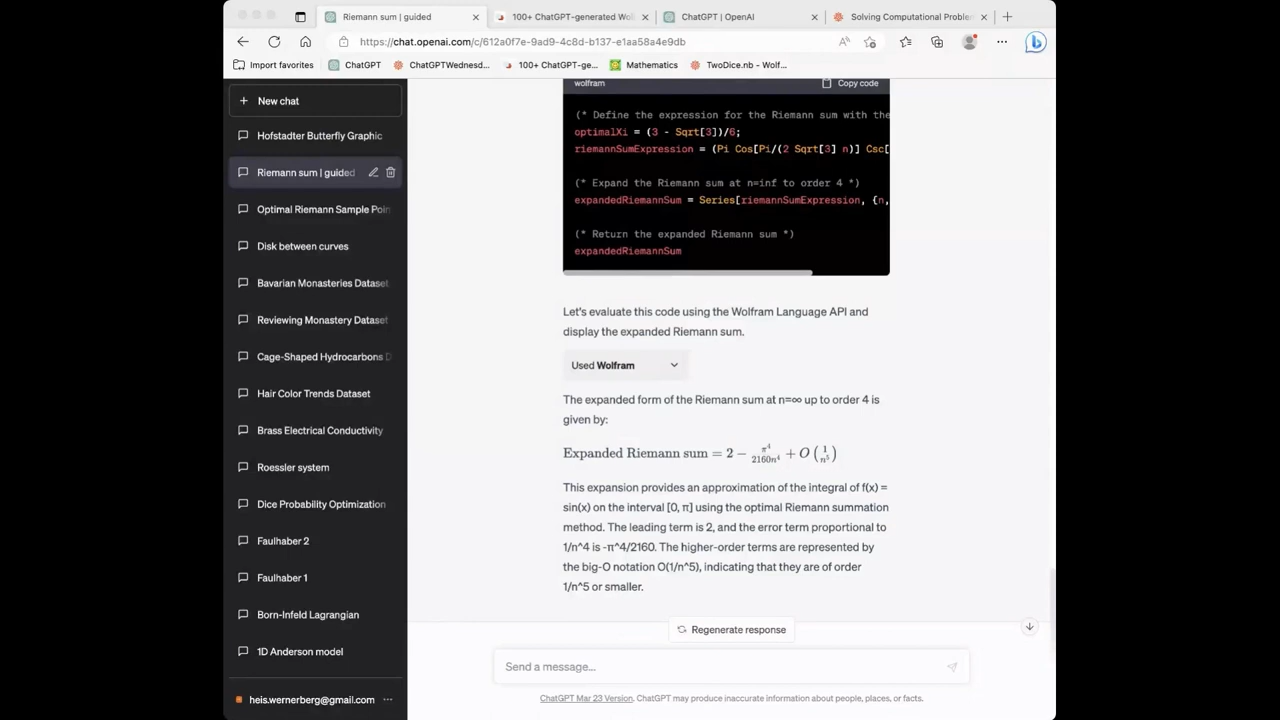 Riemann sum | guided
100+ ChatGPT-generated Wol
ChatGPT | OpenAI
Solving Computational Problem
https://chat.openai.com/c/612a0f7e-9ad9-4c8d-b137-e1aa58a4e9db
Import favorites
ChatGPT
ChatGPTWednesd...
100+ ChatGPT-ge...
Mathematics
TwoDice.nb - Wolf...
New chat
Hofstadter Butterfly Graphic
Riemann sum | guided
Optimal Riemann Sample Poin
Disk between curves
Bavarian Monasteries Dataset
Reviewing Monastery Dataset
Cage-Shaped Hydrocarbons D
Hair Color Trends Dataset
Brass Electrical Conductivity
Roessler system
Dice Probability Optimization
Faulhaber 2
Faulhaber 1
Born-Infeld Lagrangian
1D Anderson model
heis.wernerberg@gmail.com
wolfram
Copy code
(* Define the expression for the Riemann sum with the
optimalXi = (3 - Sqrt[3])/6;
riemannSumExpression = (Pi Cos[Pi/(2 Sqrt[3] n)] Csc[
(* Expand the Riemann sum at n=inf to order 4 *)
expandedRiemannSum = Series[riemannSumExpression, {n,
(* Return the expanded Riemann sum *)
expandedRiemannSum
Let's evaluate this code using the Wolfram Language API and
display the expanded Riemann sum.
Used Wolfram
The expanded form of the Riemann sum at n=∞ up to order 4 is
given by:
Expanded Riemann sum = 2 − π⁴/2160n⁴ + O(1/n⁵)
This expansion provides an approximation of the integral of f(x) =
sin(x) on the interval [0, π] using the optimal Riemann summation
method. The leading term is 2, and the error term proportional to
1/n^4 is -π^4/2160. The higher-order terms are represented by
the big-O notation O(1/n^5), indicating that they are of order
1/n^5 or smaller.
Regenerate response
Send a message...
ChatGPT Mar 23 Version. ChatGPT may produce inaccurate information about people, places, or facts.